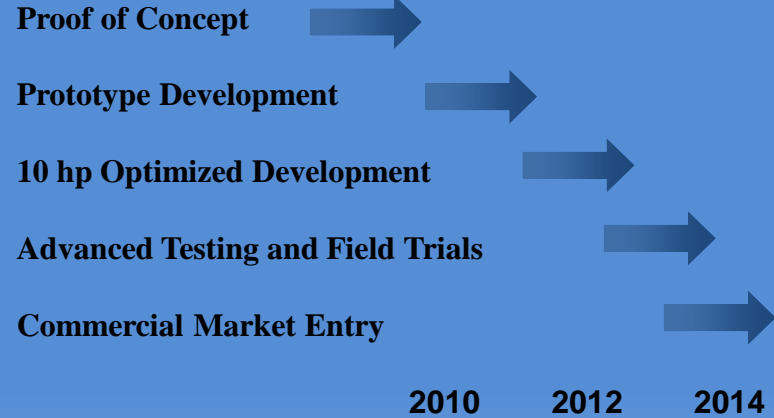 Proof of Concept
Prototype Development
10 hp Optimized Development
Advanced Testing and Field Trials
Commercial Market Entry
2010 2012 2014